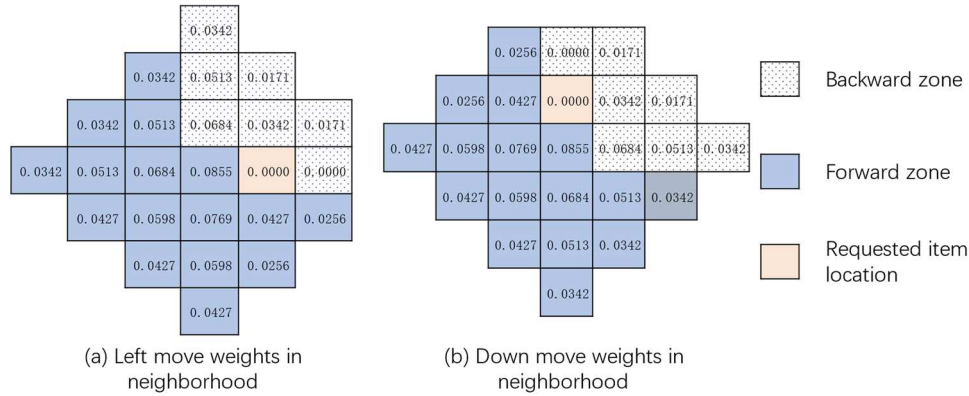 0.0342
0.0342 0.0513 0.0171
0.0342 0.0513 0.0684 0.0342 0.0171
0.0342 0.0513 0.0684 0.0855 0.0000 0.0000
0.0427 0.0598 0.0769 0.0427 0.0256
0.0427 0.0598 0.0256
0.0427
(a) Left move weights in
neighborhood
0.0256 0.0000 0.0171
0.0256 0.0427 0.0000 0.0342 0.0171
0.0427 0.0598 0.0769 0.0855 0.0684 0.0513 0.0342
0.0427 0.0598 0.0684 0.0513 0.0342
0.0427 0.0513 0.0342
0.0342
(b) Down move weights in
neighborhood
Backward zone
Forward zone
Requested item
location